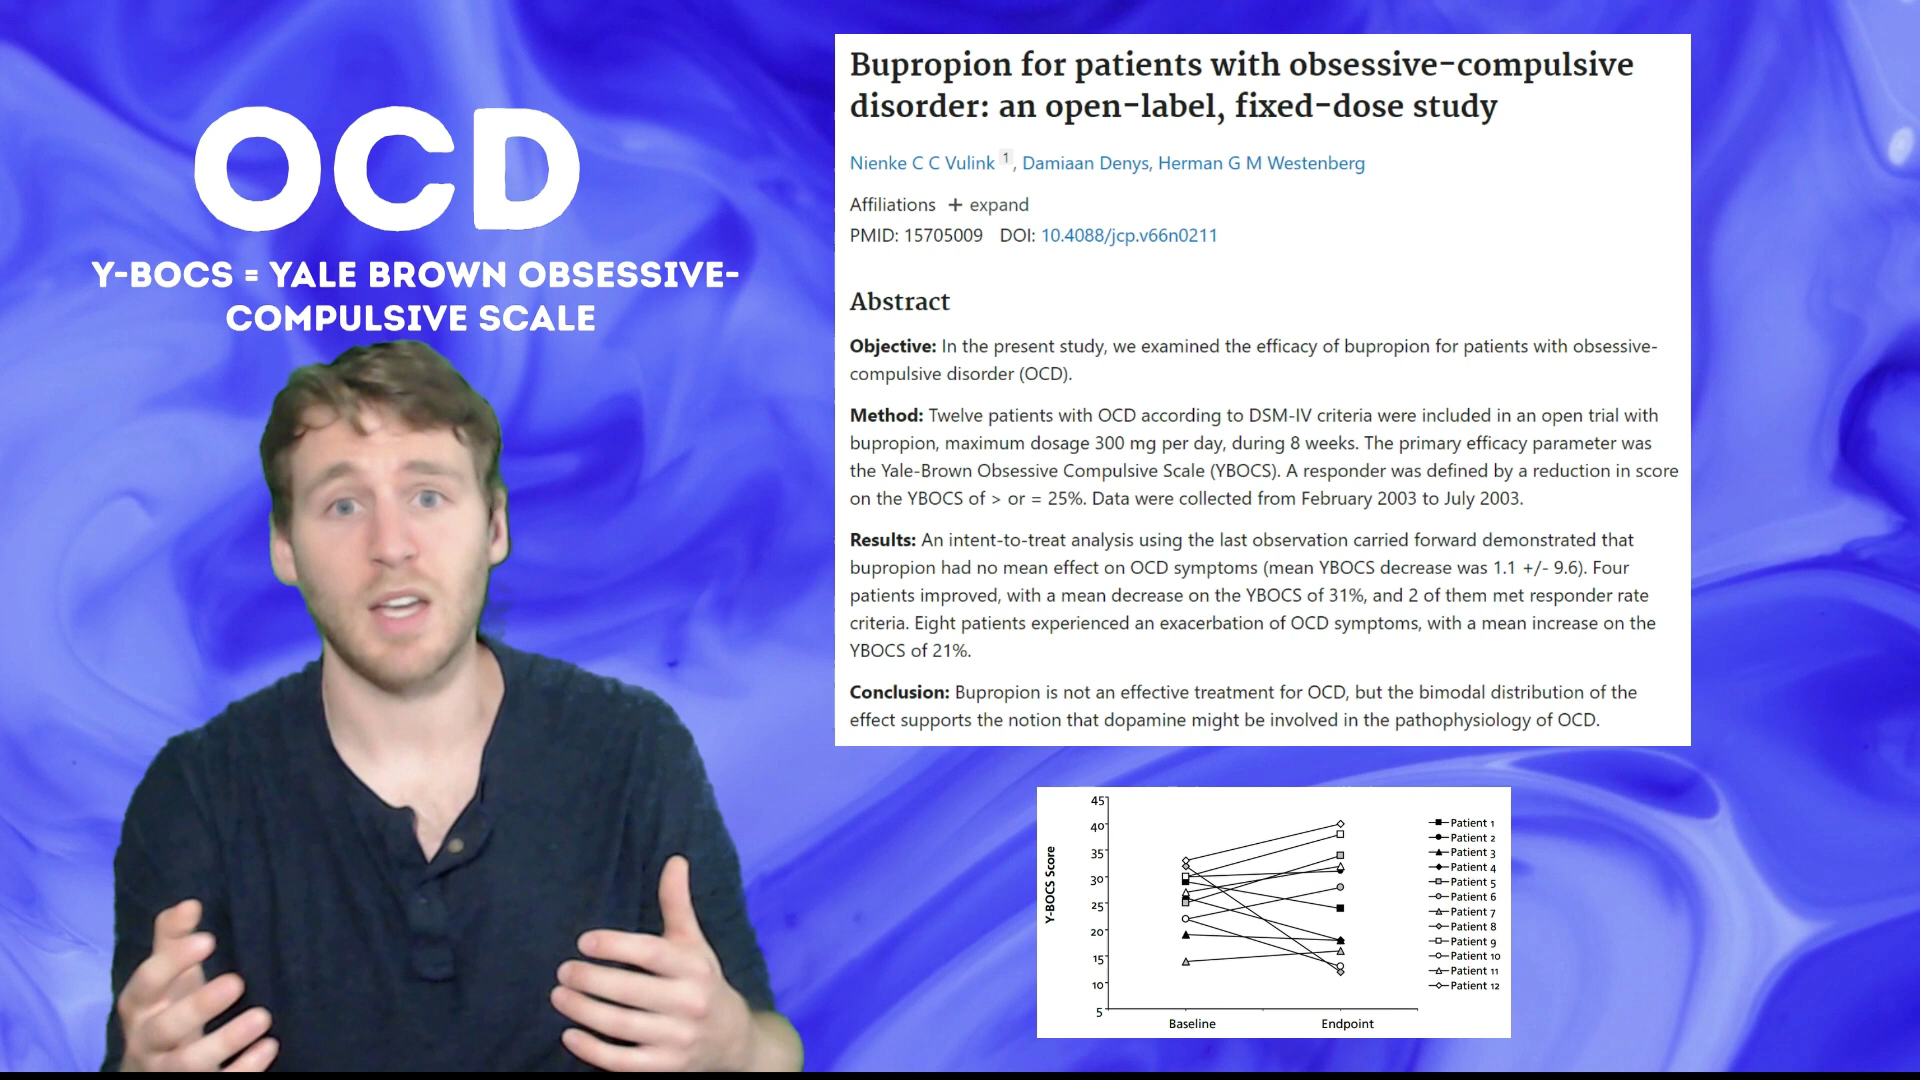 OCD
Y-BOCS = YALE BROWN OBSESSIVE-
COMPULSIVE SCALE
Bupropion for patients with obsessive-compulsive
disorder: an open-label, fixed-dose study
Nienke C C Vulink 1, Damiaan Denys, Herman G M Westenberg
Affiliations + expand
PMID: 15705009 DOI: 10.4088/jcp.v66n0211
Abstract
Objective: In the present study, we examined the efficacy of bupropion for patients with obsessive-
compulsive disorder (OCD).
Method: Twelve patients with OCD according to DSM-IV criteria were included in an open trial with
bupropion, maximum dosage 300 mg per day, during 8 weeks. The primary efficacy parameter was
the Yale-Brown Obsessive Compulsive Scale (YBOCS). A responder was defined by a reduction in score
on the YBOCS of > or = 25%. Data were collected from February 2003 to July 2003.
Results: An intent-to-treat analysis using the last observation carried forward demonstrated that
bupropion had no mean effect on OCD symptoms (mean YBOCS decrease was 1.1 +/- 9.6). Four
patients improved, with a mean decrease on the YBOCS of 31%, and 2 of them met responder rate
criteria. Eight patients experienced an exacerbation of OCD symptoms, with a mean increase on the
YBOCS of 21%.
Conclusion: Bupropion is not an effective treatment for OCD, but the bimodal distribution of the
effect supports the notion that dopamine might be involved in the pathophysiology of OCD.
Y-BOCS Score
45
40
35
30
25
20
15
10
5
Baseline
Endpoint
Patient 1
Patient 2
Patient 3
Patient 4
Patient 5
Patient 6
Patient 7
Patient 8
Patient 9
Patient 10
Patient 11
Patient 12